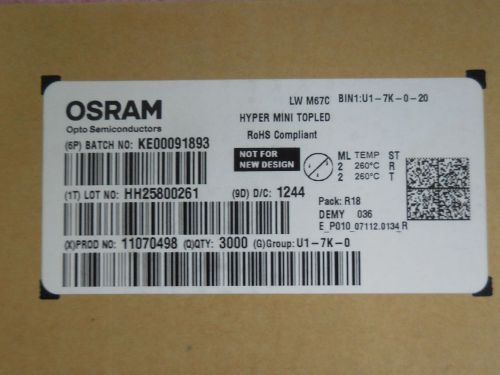 LW M67C BIN1:U1-7K-0-20
OSRAM
Opto Semiconductors
HYPER MINI TOPLED
RoHS Compliant
(6P) BATCH NO: KE00091893
NOT FOR
NEW DESIGN
ML TEMP ST
2 260°C R
2 260°C T
(1T) LOT NO: HH25800261 (9D) D/C: 1244
Pack: R18
DEMY 036
E_P010_07112.0134_R
(X)PROD NO: 11070498 (Q)QTY: 3000 (G)Group: U1-7K-0